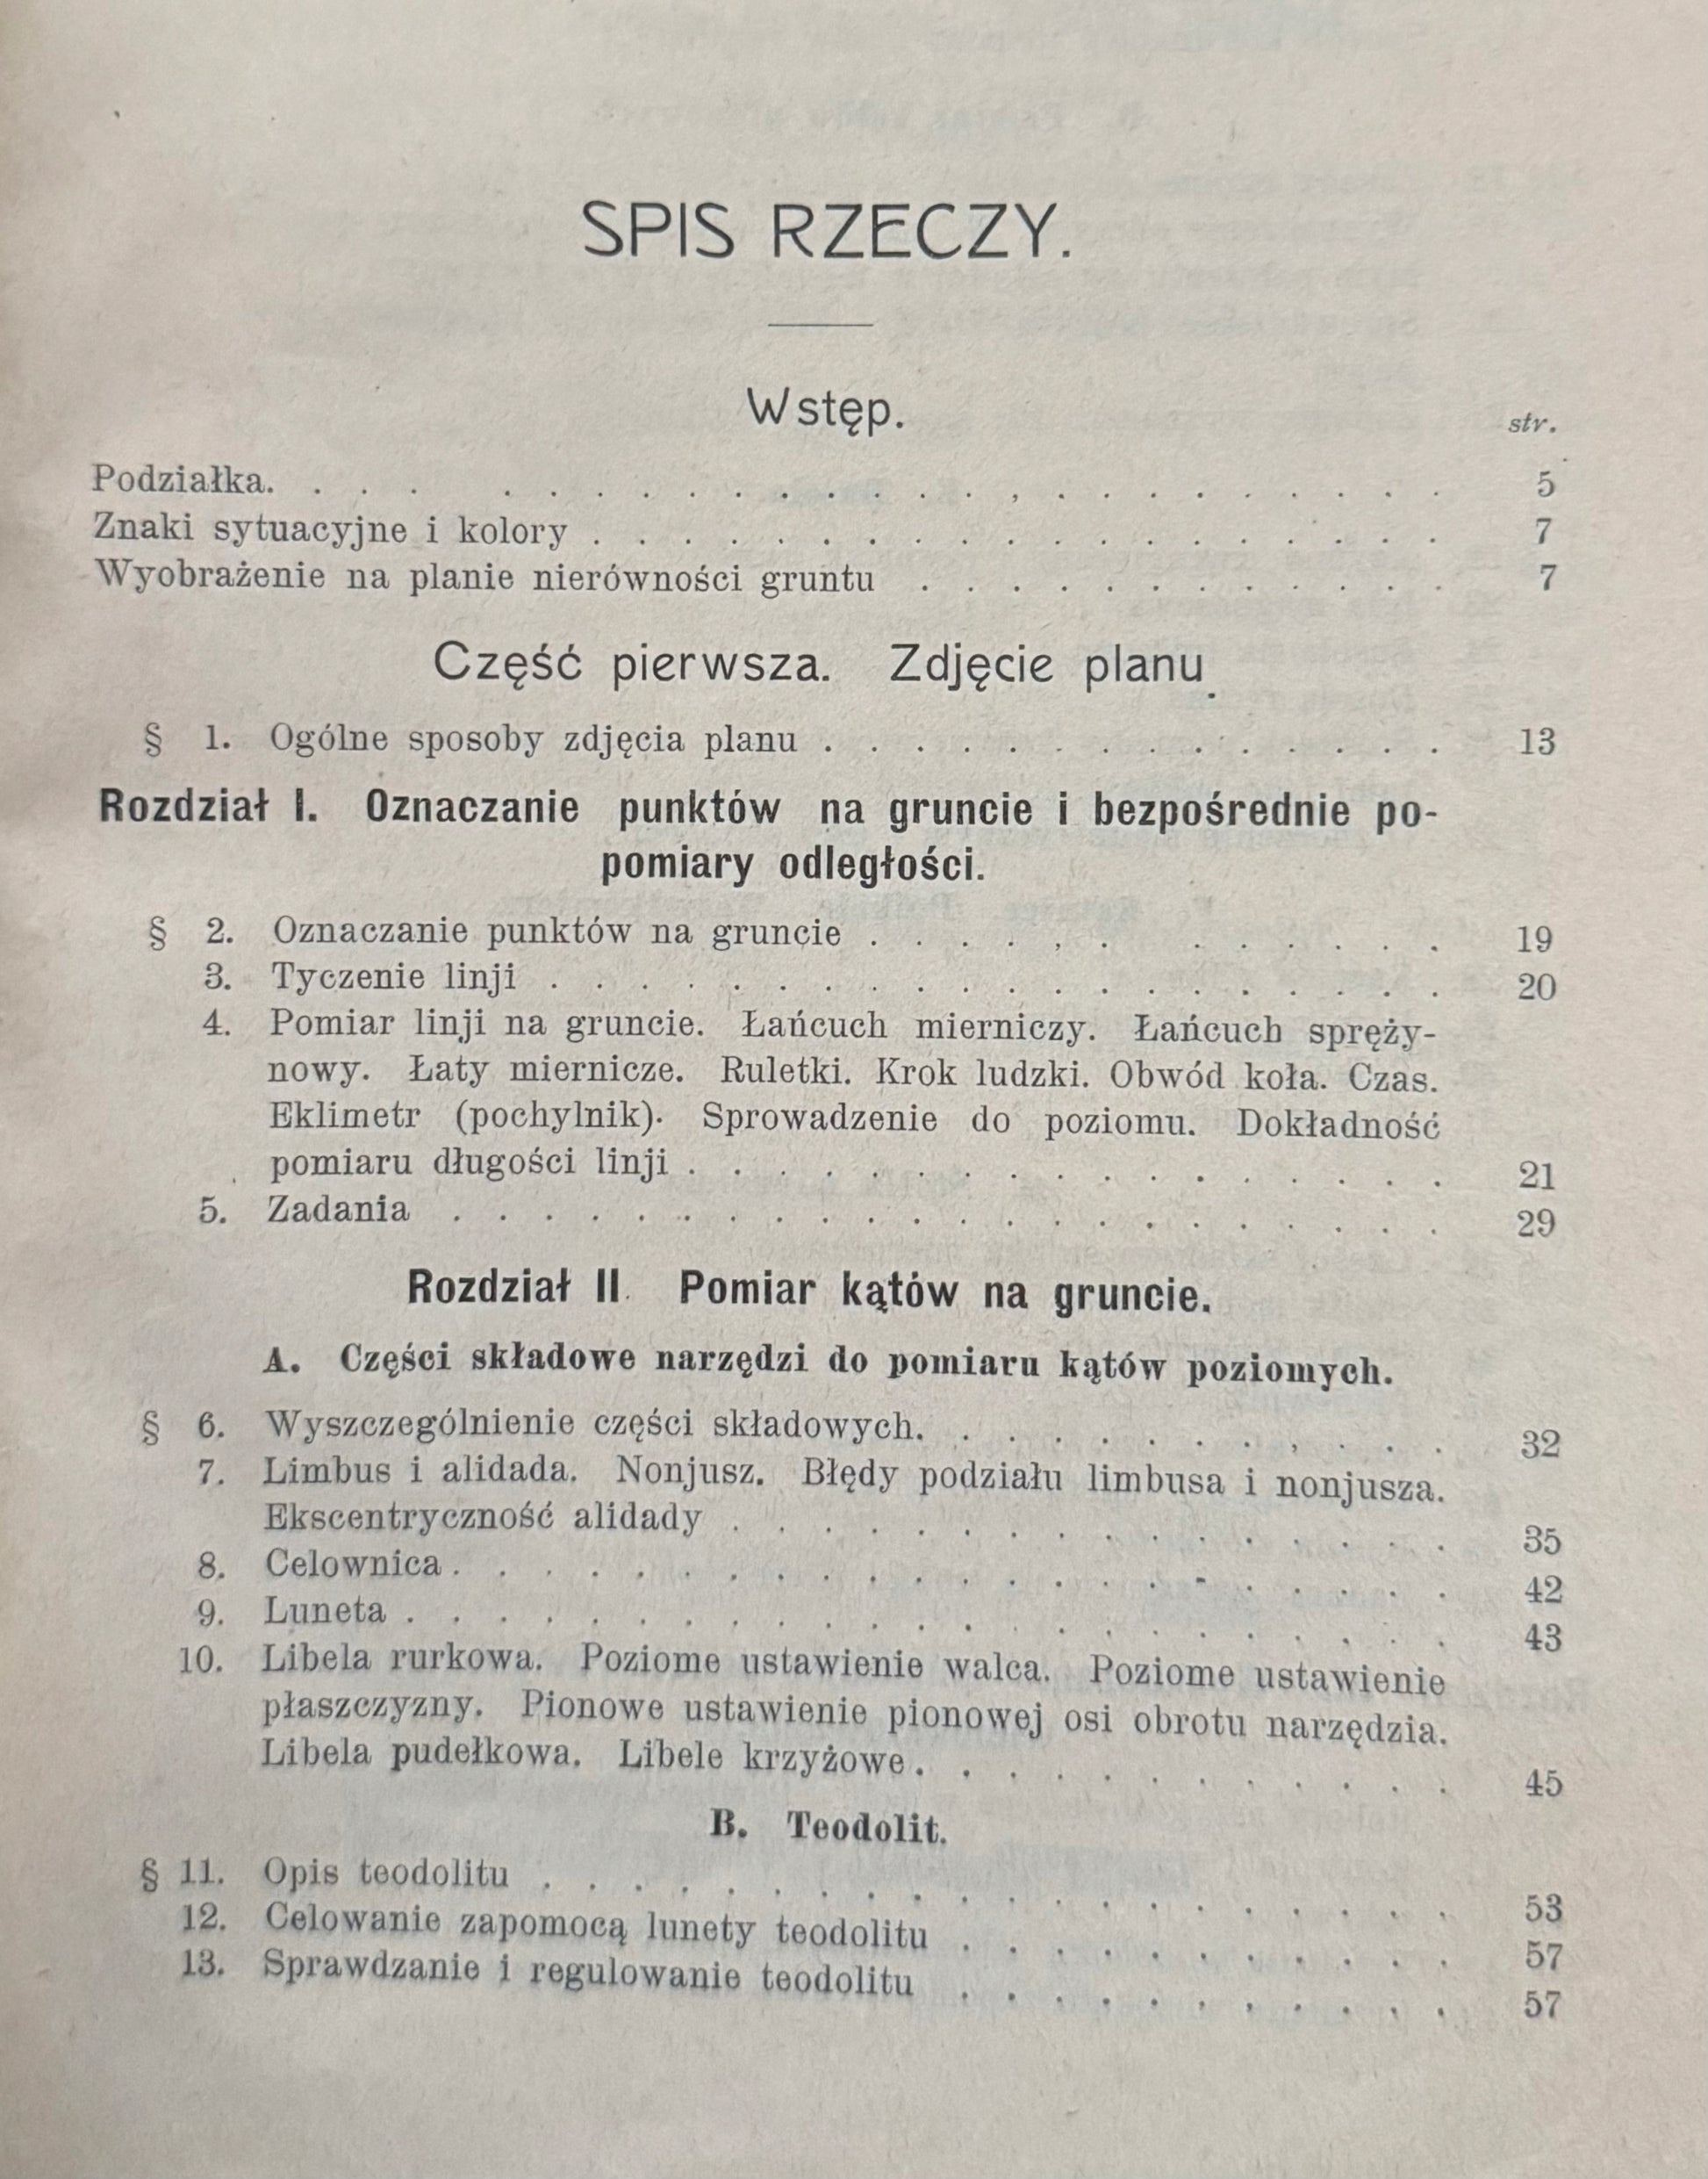 SPIS RZECZY.
Wstęp.
str.
Podziałka. . . . . . . . . . . . . . . . . . . . . . . . . 5
Znaki sytuacyjne i kolory . . . . . . . . . . . . . . . . . . . 7
Wyobrażenie na planie nierówności gruntu . . . . . . . . . . . . 7
Część pierwsza. Zdjęcie planu.
§ 1. Ogólne sposoby zdjęcia planu . . . . . . . . . . . . . . 13
Rozdział I. Oznaczanie punktów na gruncie i bezpośrednie po-
pomiary odległości.
§ 2. Oznaczanie punktów na gruncie . . . . . . . . . . . . 19
3. Tyczenie linji . . . . . . . . . . . . . . . . . . . . 20
4. Pomiar linji na gruncie. Łańcuch mierniczy. Łańcuch spręży-
nowy. Łaty miernicze. Ruletki. Krok ludzki. Obwód koła. Czas.
Eklimetr (pochylnik). Sprowadzenie do poziomu. Dokładność
pomiaru długości linji . . . . . . . . . . . . . . . . . 21
5. Zadania . . . . . . . . . . . . . . . . . . . . . . 29
Rozdział II. Pomiar kątów na gruncie.
A. Części składowe narzędzi do pomiaru kątów poziomych.
§ 6. Wyszczególnienie części składowych. . . . . . . . . . . . 32
7. Limbus i alidada. Nonjusz. Błędy podziału limbusa i nonjusza.
Ekscentryczność alidady . . . . . . . . . . . . . . . . 35
8. Celownica . . . . . . . . . . . . . . . . . . . . . . 42
9. Luneta . . . . . . . . . . . . . . . . . . . . . . . 43
10. Libela rurkowa. Poziome ustawienie walca. Poziome ustawienie
płaszczyzny. Pionowe ustawienie pionowej osi obrotu narzędzia.
Libela pudełkowa. Libele krzyżowe . . . . . . . . . . . . 45
B. Teodolit.
§ 11. Opis teodolitu . . . . . . . . . . . . . . . . . . . . 53
12. Celowanie zapomocą lunety teodolitu . . . . . . . . . . . 57
13. Sprawdzanie i regulowanie teodolitu . . . . . . . . . . . 57